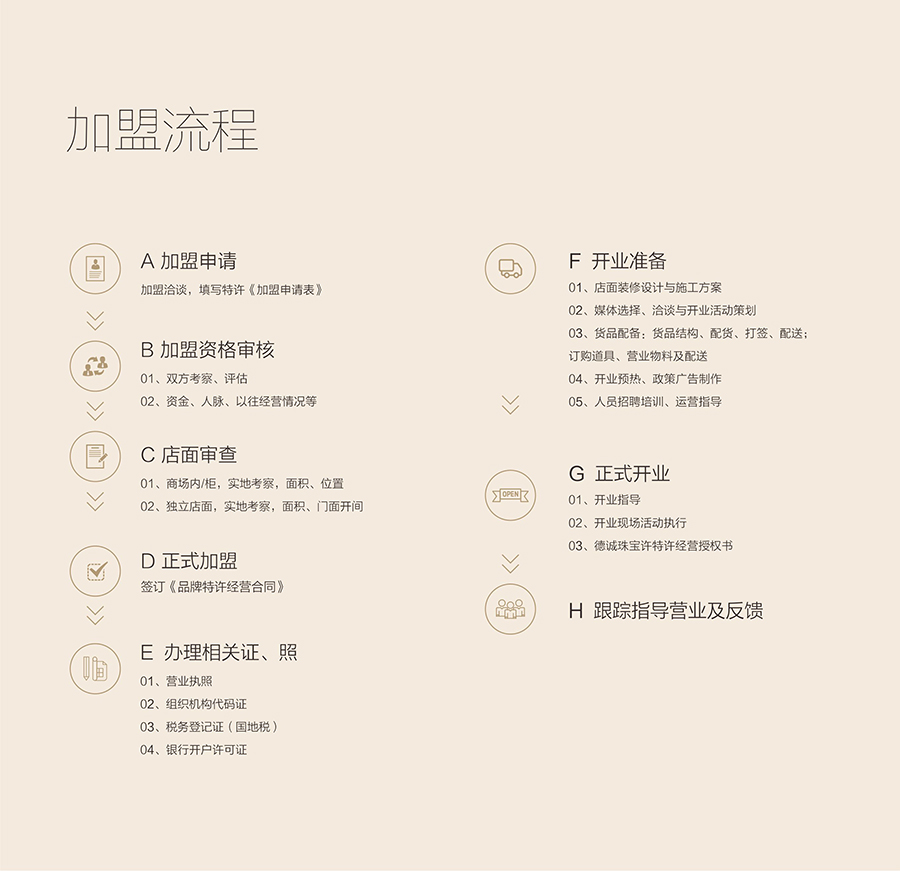 加盟流程
A 加盟申请
加盟洽谈，填写特许《加盟申请表》
B 加盟资格审核
01、双方考察、评估
02、资金、人脉、以往经营情况等
C 店面审查
01、商场内/柜，实地考察，面积、位置
02、独立店面，实地考察，面积、门面开间
D 正式加盟
签订《品牌特许经营合同》
E 办理相关证、照
01、营业执照
02、组织机构代码证
03、税务登记证（国地税）
04、银行开户许可证
F 开业准备
01、店面装修设计与施工方案
02、媒体选择、洽谈与开业活动策划
03、货品配备；货品结构、配货、打签、配送；
订购道具、营业物料及配送
04、开业预热、政策广告制作
05、人员招聘培训、运营指导
OPEN
G 正式开业
01、开业指导
02、开业现场活动执行
03、德诚珠宝许特许经营授权书
H 跟踪指导营业及反馈